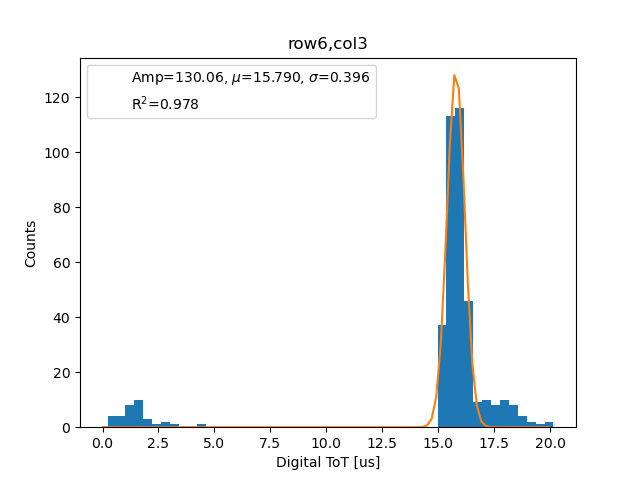 row6,col3
Amp=130.06, μ=15.790, σ=0.396
R²=0.978
Counts
120
100
80
60
40
20
0
0.0 2.5 5.0 7.5 10.0 12.5 15.0 17.5 20.0
Digital ToT [us]